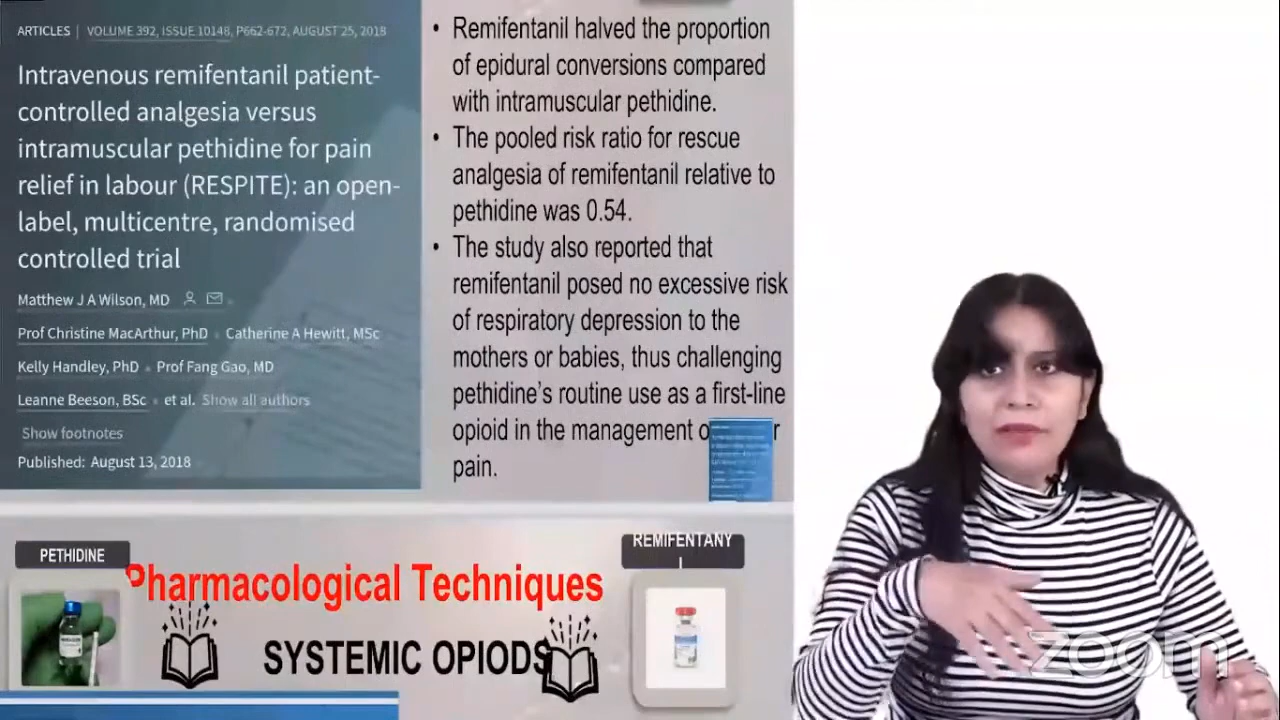 ARTICLES | VOLUME 392, ISSUE 10148, P662-672, AUGUST 25, 2018
Intravenous remifentanil patient-
controlled analgesia versus
intramuscular pethidine for pain
relief in labour (RESPITE): an open-
label, multicentre, randomised
controlled trial
Matthew J A Wilson, MD
Prof Christine MacArthur, PhD • Catherine A Hewitt, MSc
Kelly Handley, PhD • Prof Fang Gao, MD
Leanne Beeson, BSc • et al. Show all authors
Show footnotes
Published: August 13, 2018
• Remifentanil halved the proportion
of epidural conversions compared
with intramuscular pethidine.
• The pooled risk ratio for rescue
analgesia of remifentanil relative to
pethidine was 0.54.
• The study also reported that
remifentanil posed no excessive risk
of respiratory depression to the
mothers or babies, thus challenging
pethidine's routine use as a first-line
opioid in the management
pain.
PETHIDINE
Pharmacological Techniques
SYSTEMIC OPIODS
REMIFENTANY
zoom